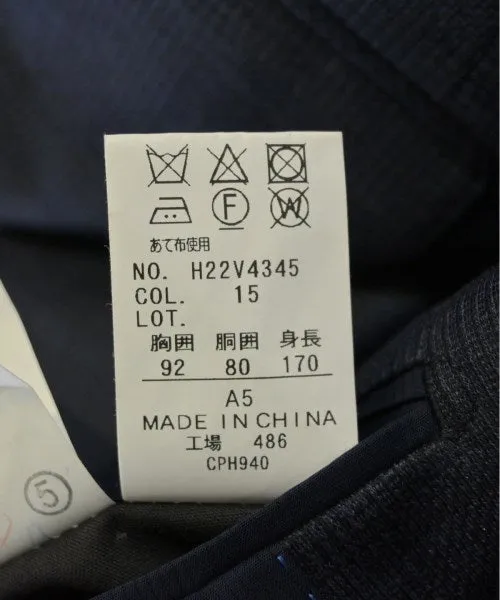 F W
あて布使用
NO. H22V4345
COL. 15
LOT.
胸囲 胴囲 身長
92 80 170
A5
MADE IN CHINA
工場 486
CPH940
5